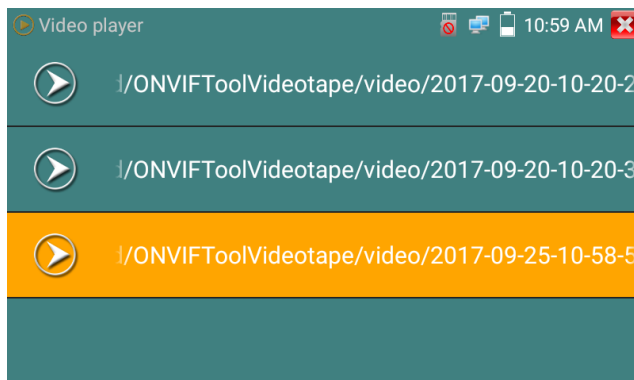 Video player 10:59 AM
d/ONVIFToolVideotape/video/2017-09-20-10-20-2
d/ONVIFToolVideotape/video/2017-09-20-10-20-3
d/ONVIFToolVideotape/video/2017-09-25-10-58-5